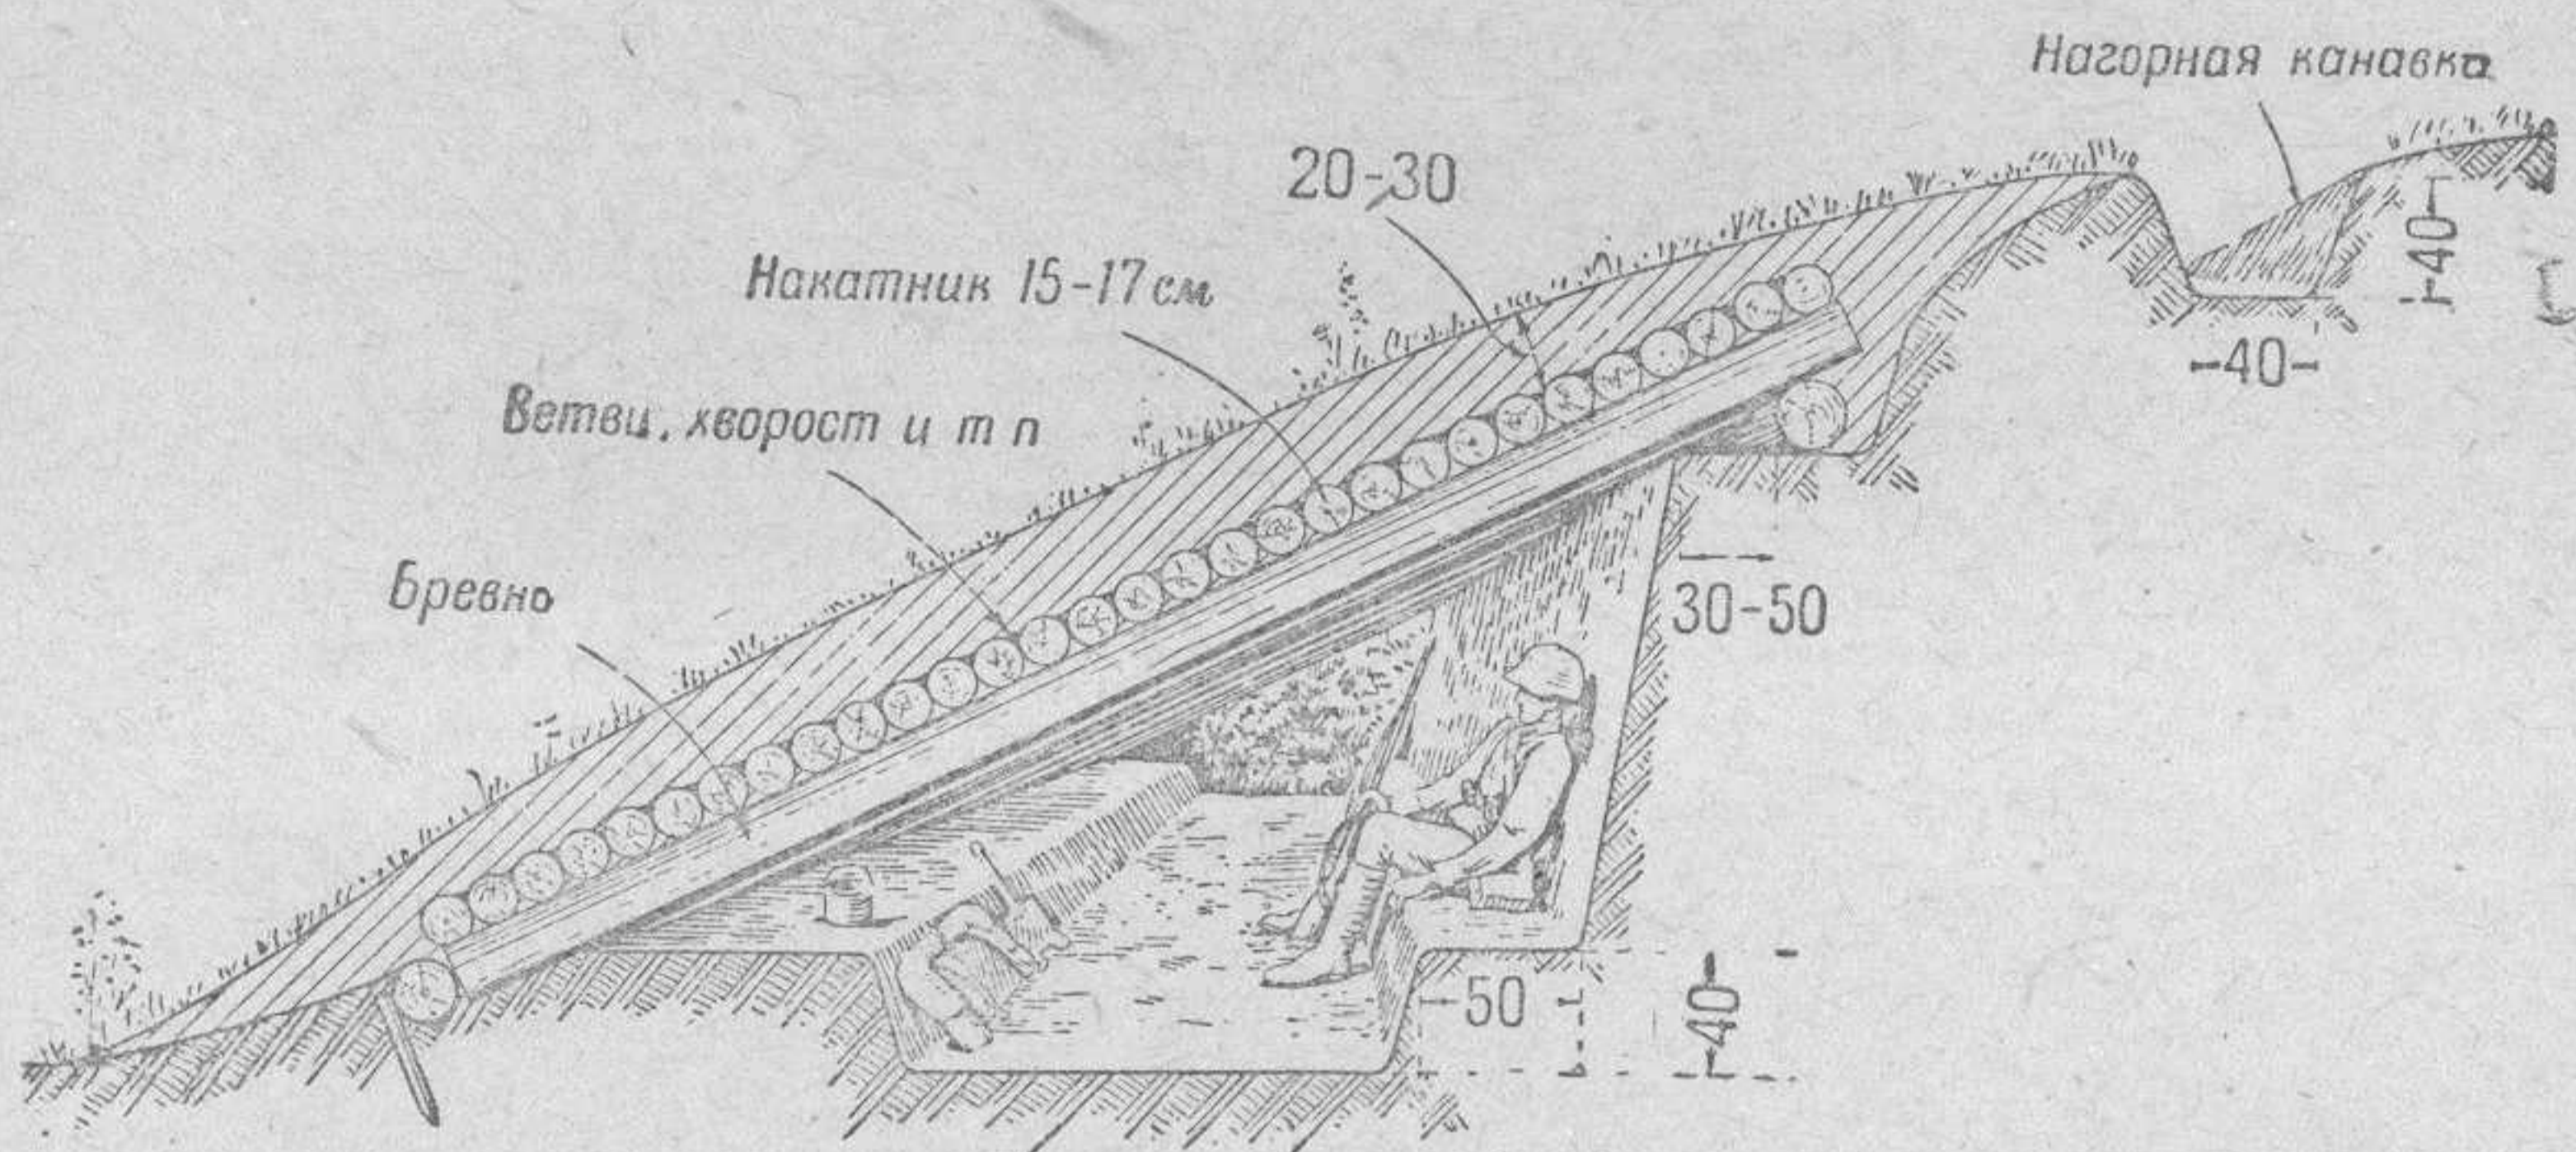 Нагорная канавка
20-30
40
Накатник 15-17 см
40
Ветви, хворост и т п
Бревно
30-50
50
40